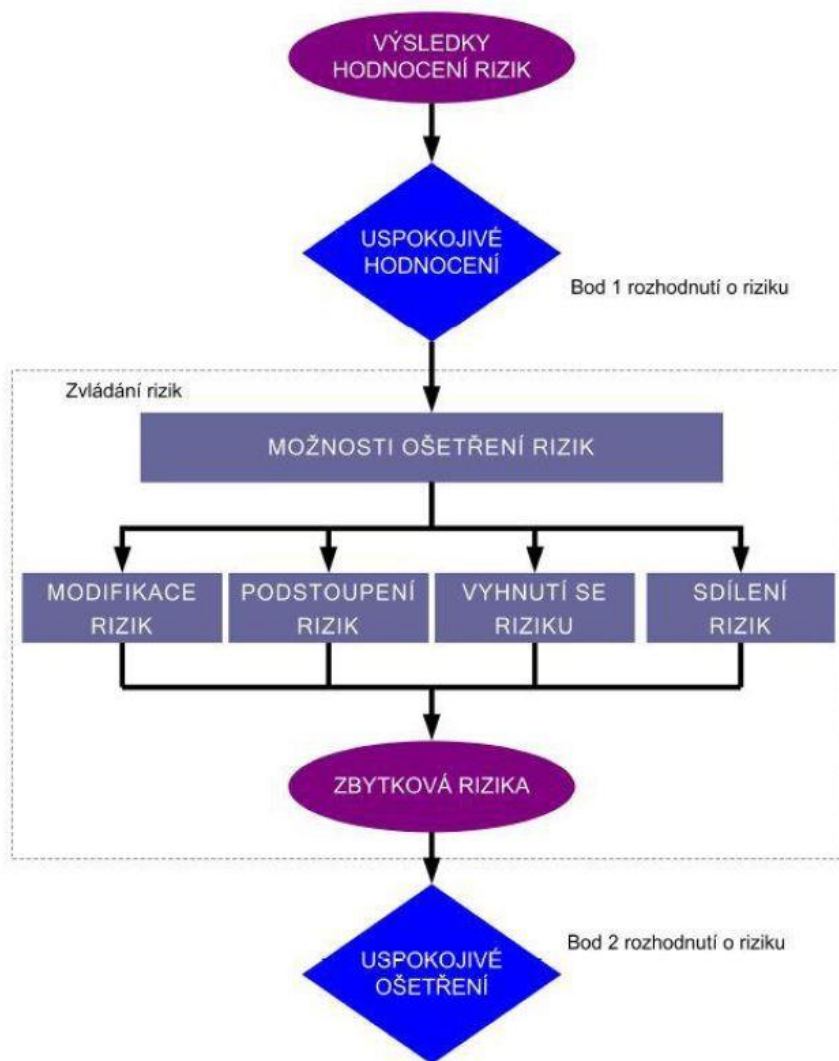 VÝSLEDKY
HODNOCENÍ RIZIK
USPOKOJIVÉ
HODNOCENÍ
Bod 1 rozhodnutí o riziku
Zvládání rizik
MOŽNOSTI OŠETŘENÍ RIZIK
MODIFIKACE
RIZIK
PODSTOUPENÍ
RIZIK
VYHNUTÍ SE
RIZIKU
SDÍLENÍ
RIZIK
ZBYTKOVÁ RIZIKA
Bod 2 rozhodnutí o riziku
USPOKOJIVÉ
OŠETŘENÍ